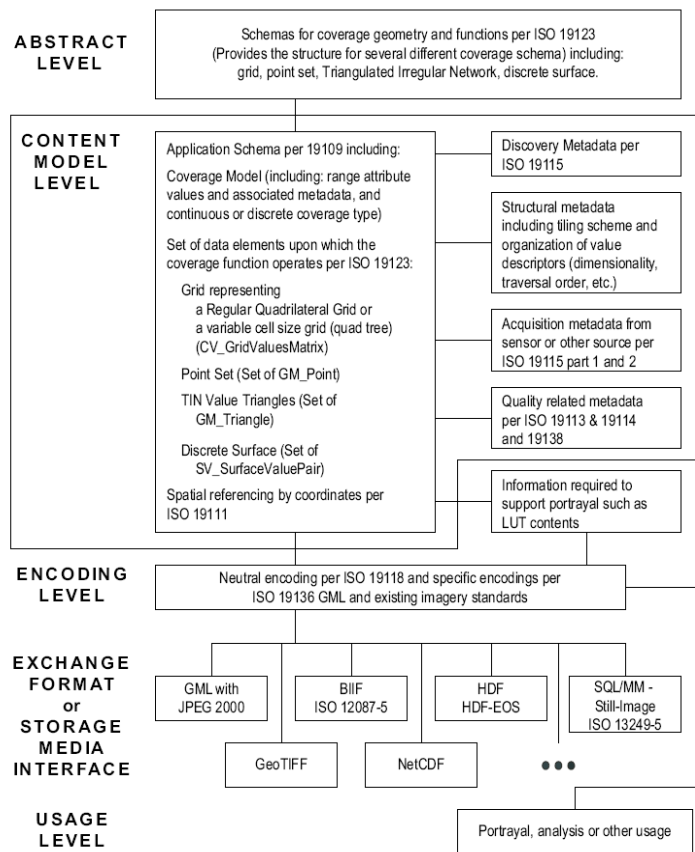 ABSTRACT
LEVEL
Schemas for coverage geometry and functions per ISO 19123
(Provides the structure for several different coverage schema) including:
grid, point set, Triangulated Irregular Network, discrete surface.
CONTENT
MODEL
LEVEL
Application Schema per 19109 including:
Coverage Model (including: range attribute
values and associated metadata, and
continuous or discrete coverage type)
Set of data elements upon which the
coverage function operates per ISO 19123:
Grid representing
a Regular Quadrilateral Grid or
a variable cell size grid (quad tree)
(CV_GridValuesMatrix)
Point Set (Set of GM_Point)
TIN Value Triangles (Set of
GM_Triangle)
Discrete Surface (Set of
SV_SurfaceValuePair)
Spatial referencing by coordinates per
ISO 19111
Discovery Metadata per
ISO 19115
Structural metadata
including tiling scheme and
organization of value
descriptors (dimensionality,
traversal order, etc.)
Acquisition metadata from
sensor or other source per
ISO 19115 part 1 and 2
Quality related metadata
per ISO 19113 & 19114
and 19138
Information required to
support portrayal such as
LUT contents
ENCODING
LEVEL
Neutral encoding per ISO 19118 and specific encodings per
ISO 19136 GML and existing imagery standards
EXCHANGE
FORMAT
or
STORAGE
MEDIA
INTERFACE
GML with
JPEG 2000
BIIF
ISO 12087-5
HDF
HDF-EOS
SQL/MM -
Still-Image
ISO 13249-5
GeoTIFF
NetCDF
•••
USAGE
LEVEL
Portrayal, analysis or other usage